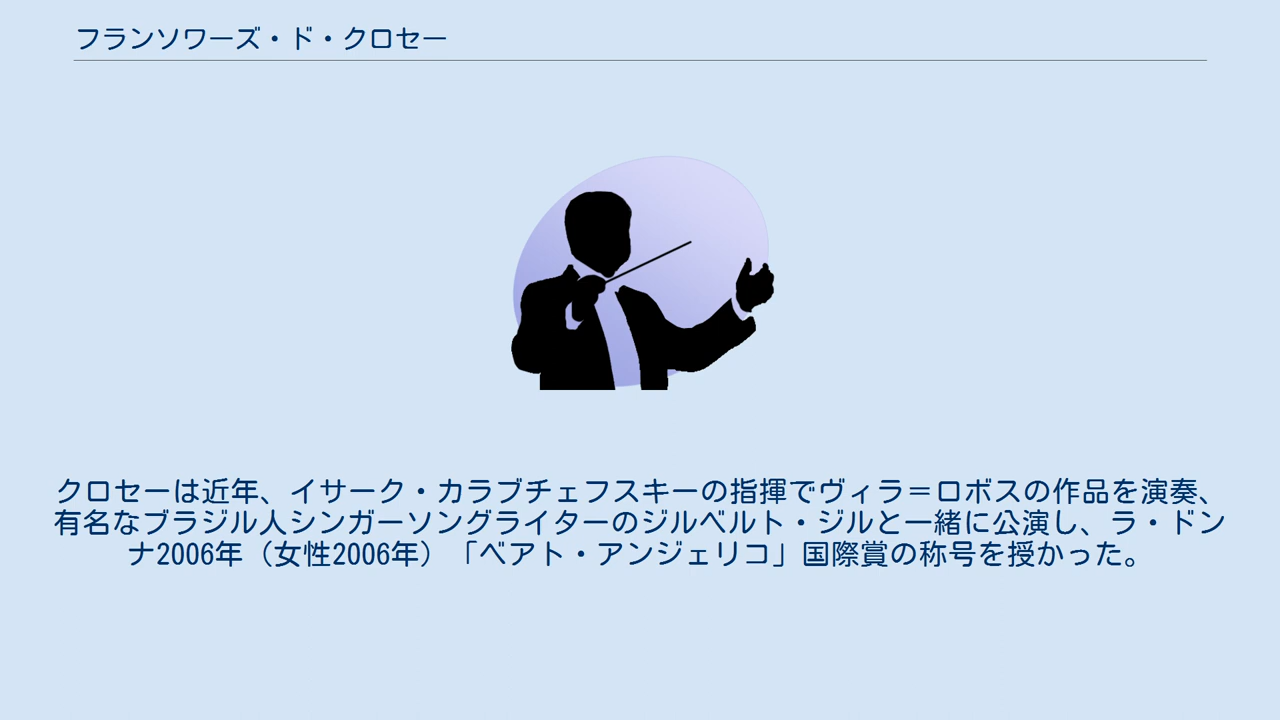 フランソワーズ・ド・クロセー
クロセーは近年、イサーク・カラブチェフスキーの指揮でヴィラ＝ロボスの作品を演奏、
有名なブラジル人シンガーソングライターのジルベルト・ジルと一緒に公演し、ラ・ドン
ナ2006年（女性2006年）「ベアト・アンジェリコ」国際賞の称号を授かった。